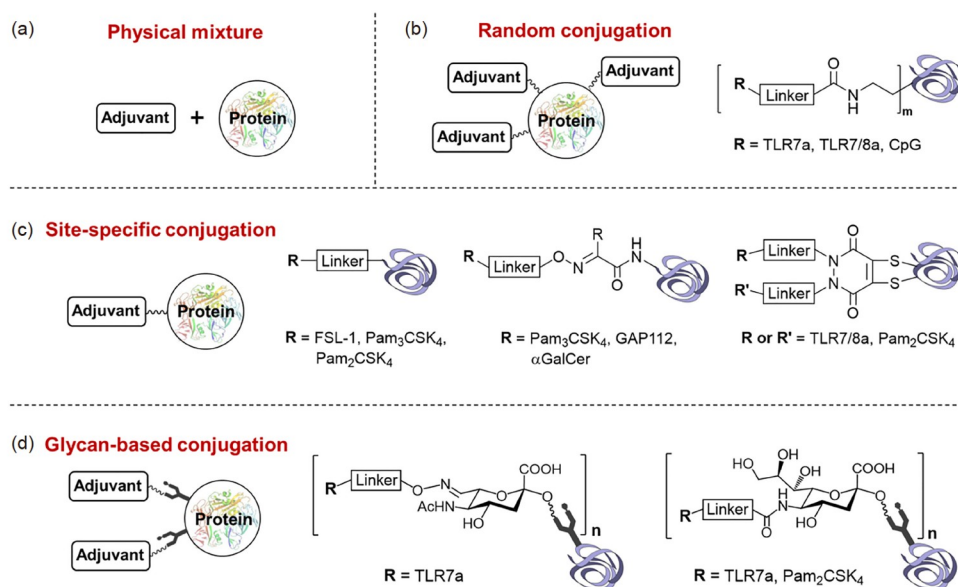 (a) Physical mixture
Adjuvant + Protein
(b) Random conjugation
Adjuvant
Adjuvant
Protein
Adjuvant
R Linker O N H m
R = TLR7a, TLR7/8a, CpG
(c) Site-specific conjugation
Adjuvant Protein
R Linker
R = FSL-1, Pam₃CSK₄,
Pam₂CSK₄
R Linker O N R O H N
R = Pam₃CSK₄, GAP112,
αGalCer
R Linker O N S
R' Linker N O S
R or R' = TLR7/8a, Pam₂CSK₄
(d) Glycan-based conjugation
Adjuvant
Protein
Adjuvant
R Linker O N COOH O O AcHN HO n
R = TLR7a
HO HO OH COOH O O R Linker O H N HO n
R = TLR7a, Pam₂CSK₄